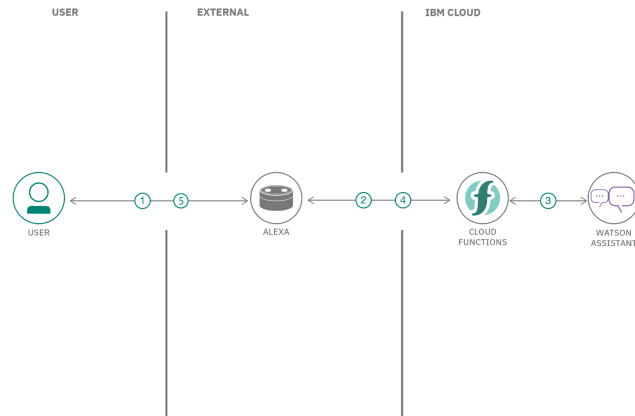 USER
EXTERNAL
IBM CLOUD
1
5
2
4
3
USER
ALEXA
CLOUD
FUNCTIONS
WATSON
ASSISTANT